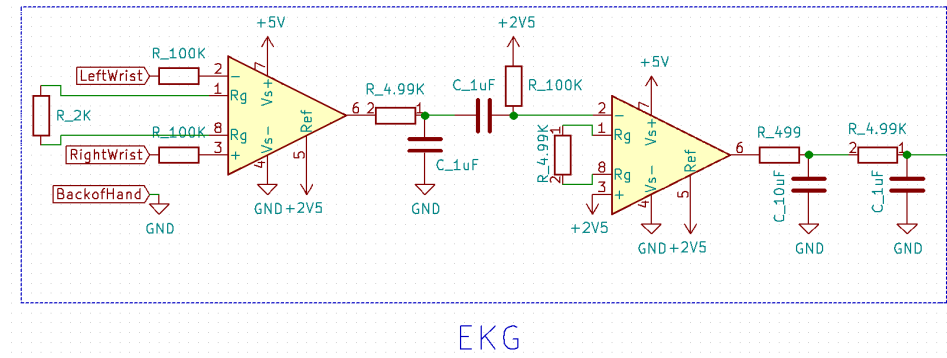 +5V
+2V5
R_100K
LeftWrist
2
−
7
Vs+
1
Rg
R_2K
R_4.99K
6
2
1
C_1uF
R_100K
+5V
R_100K
8
Rg
Vs-
Ref
RightWrist
3
+
4
5
C_1uF
GND
+2V5
GND
BackofHand
GND
2
−
7
Vs+
1
Rg
R_4.99K
1
2
8
Rg
3
+
Vs-
Ref
4
5
+2V5
GND
+2V5
6
R_499
R_4.99K
2
1
C_10uF
C_1uF
GND
GND
EKG